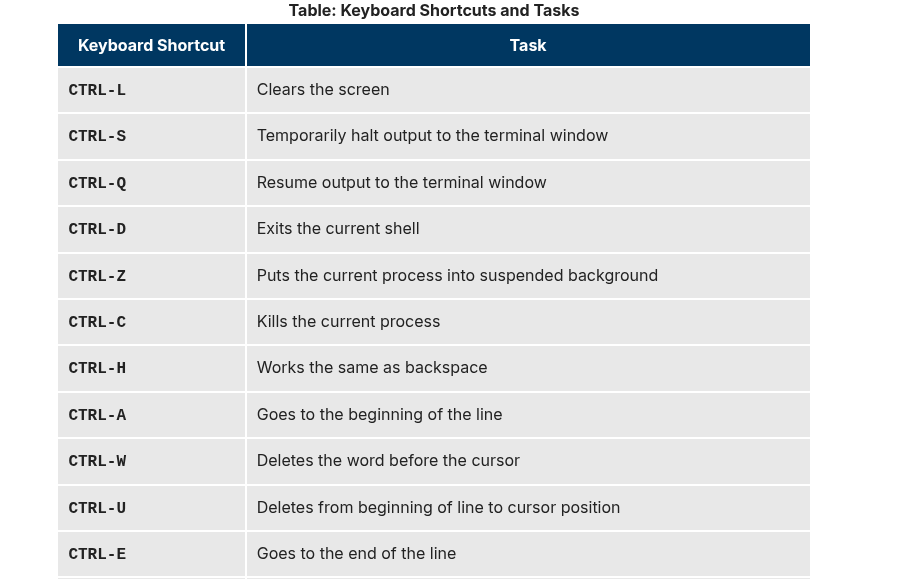 Table: Keyboard Shortcuts and Tasks
Keyboard Shortcut Task
CTRL-L Clears the screen
CTRL-S Temporarily halt output to the terminal window
CTRL-Q Resume output to the terminal window
CTRL-D Exits the current shell
CTRL-Z Puts the current process into suspended background
CTRL-C Kills the current process
CTRL-H Works the same as backspace
CTRL-A Goes to the beginning of the line
CTRL-W Deletes the word before the cursor
CTRL-U Deletes from beginning of line to cursor position
CTRL-E Goes to the end of the line